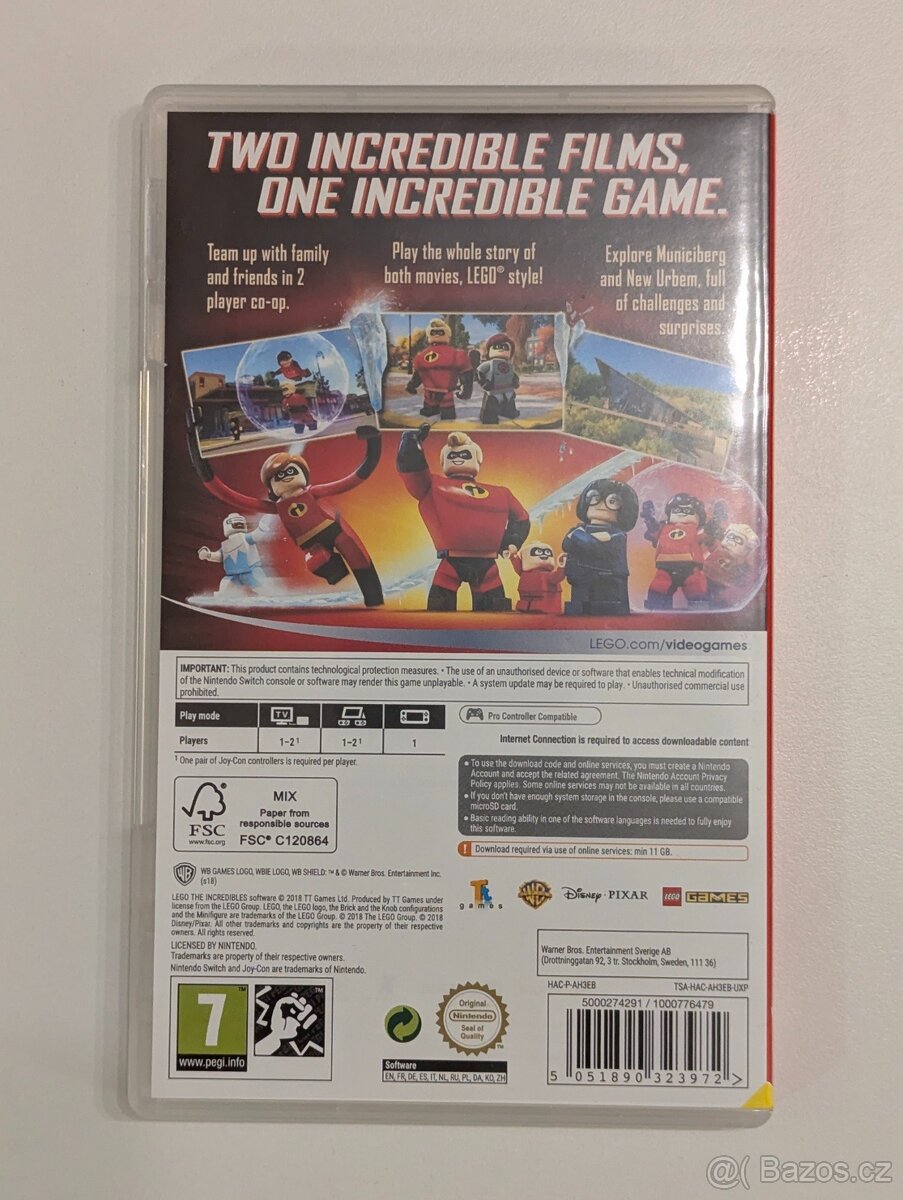 TWO INCREDIBLE FILMS,
ONE INCREDIBLE GAME.
Team up with family
and friends in 2
player co-op.
Play the whole story of
both movies, LEGO® style!
Explore Municiberg
and New Urbem, full
of challenges and
surprises.
LEGO.com/videogames
IMPORTANT: This product contains technological protection measures. • The use of an unauthorised device or software that enables technical modification
of the Nintendo Switch console or software may render this game unplayable. • A system update may be required to play. • Unauthorised commercial use
prohibited.
Play mode TV
Players 1-2¹ 1-2¹ 1
¹ One pair of Joy-Con controllers is required per player.
Pro Controller Compatible
Internet Connection is required to access downloadable content
• To use the download code and online services, you must create a Nintendo
Account and accept the related agreement. The Nintendo Account Privacy
Policy applies. Some online services may not be available in all countries.
• If you don't have enough system storage in the console, please use a compatible
microSD card.
• Basic reading ability in one of the software languages is needed to fully enjoy
this software.
! Download required via use of online services: min 11 GB.
FSC
www.fsc.org
MIX
Paper from
responsible sources
FSC® C120864
WB GAMES LOGO, WBIE LOGO, WB SHIELD: ™ & © Warner Bros. Entertainment Inc.
(s18)
LEGO THE INCREDIBLES software © 2018 TT Games Ltd. Produced by TT Games under
license from the LEGO Group. LEGO, the LEGO logo, the Brick and the Knob configurations
and the Minifigure are trademarks of the LEGO Group. © 2018 The LEGO Group. © 2018
Disney/Pixar. All other trademarks and copyrights are the property of their respective
owners. All rights reserved.
LICENSED BY NINTENDO.
Trademarks are property of their respective owners.
Nintendo Switch and Joy-Con are trademarks of Nintendo.
Tt
games
WB GAMES
Disney · PIXAR
LEGO GAMES
Warner Bros. Entertainment Sverige AB
(Drottninggatan 92, 3 tr. Stockholm, Sweden, 111 36)
HAC-P-AH3EB TSA-HAC-AH3EB-UXP
5000274291 / 1000776479
5 051890 323972 >
7 ™
www.pegi.info
™
Original
Nintendo
Seal of
Quality
™
Software
EN, FR, DE, ES, IT, NL, RU, PL, DA, KO, ZH
@( Bazos.cz